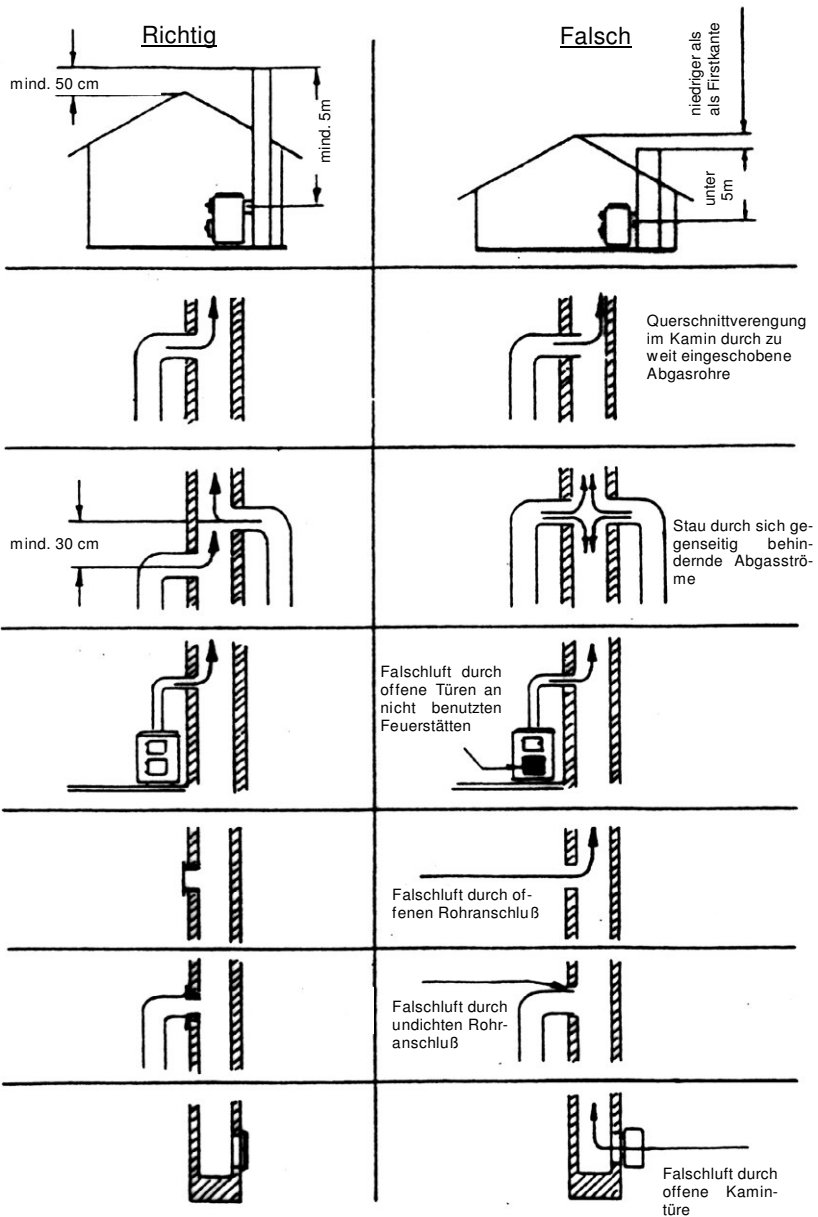 Richtig
Falsch
mind. 50 cm
mind. 5m
niedriger als
als Firstkante
unter
5m
Querschnittverengung
im Kamin durch zu
weit eingeschobene
Abgasrohre
mind. 30 cm
Stau durch sich ge-
genseitig behin-
dernde Abgasströ-
me
Falschluft durch
offene Türen an
nicht benutzten
Feuerstätten
Falschluft durch of-
fenen Rohranschluß
Falschluft durch
undichten Rohr-
anschluß
Falschluft durch
offene Kamin-
türe